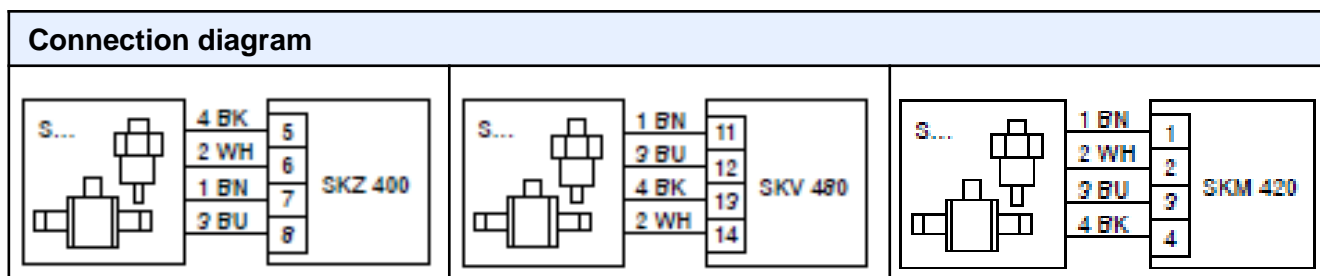 Connection diagram
S...
4 BK
5
2 WH
6
1 BN
7
3 BU
8
SKZ 400
S...
1 BN
11
3 BU
12
4 BK
13
2 WH
14
SKV 480
S...
1 BN
1
2 WH
2
3 BU
3
4 BK
4
SKM 420